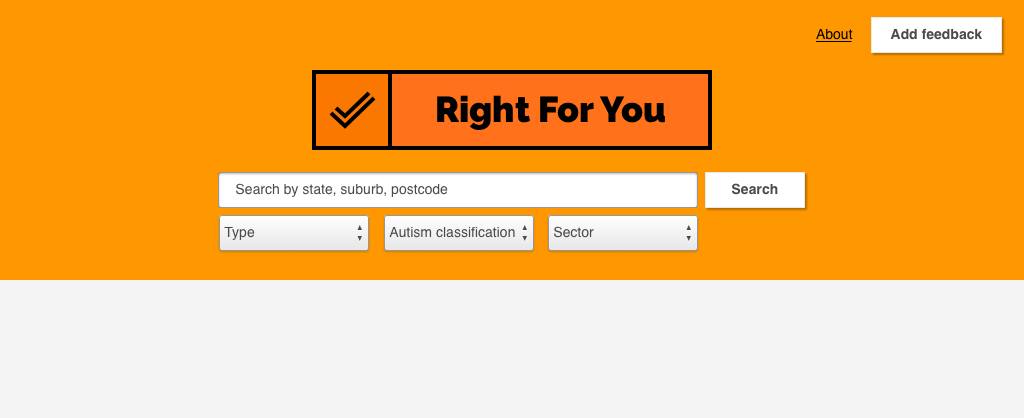 About
Add feedback
Right For You
Search by state, suburb, postcode
Search
Type
Autism classification
Sector